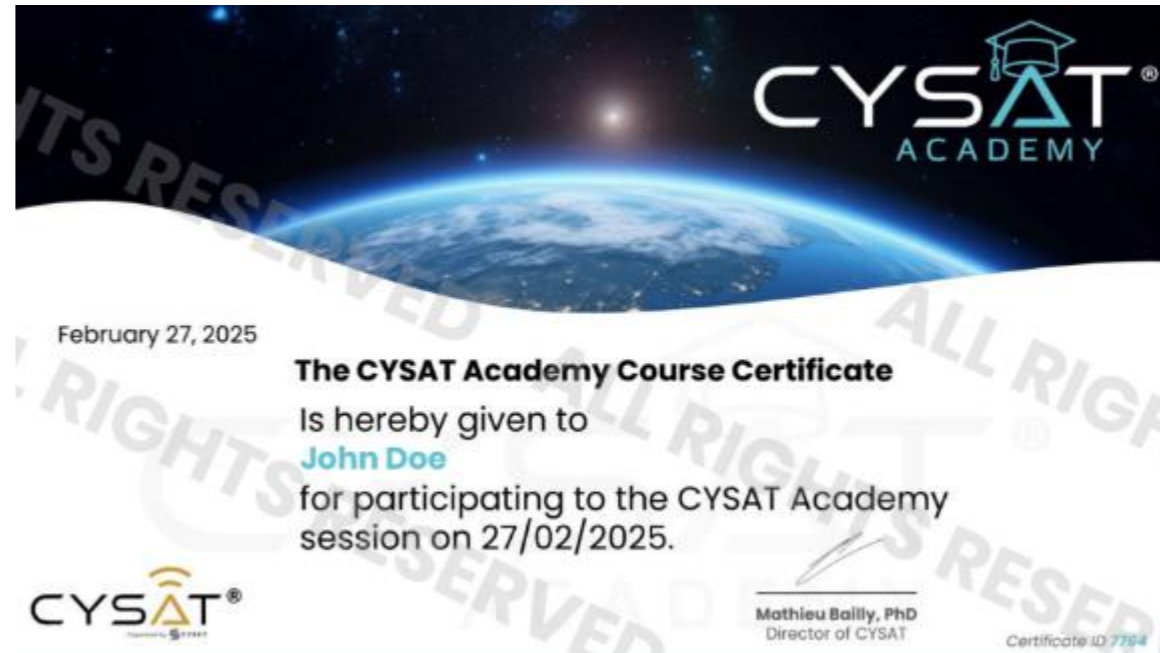 CYSAT®
ACADEMY
February 27, 2025
The CYSAT Academy Course Certificate
Is hereby given to
John Doe
for participating to the CYSAT Academy
session on 27/02/2025.
CYSAT®
Mathieu Bailly, PhD
Director of CYSAT
Certificate ID 7764
ALL RIGHTS RESERVED